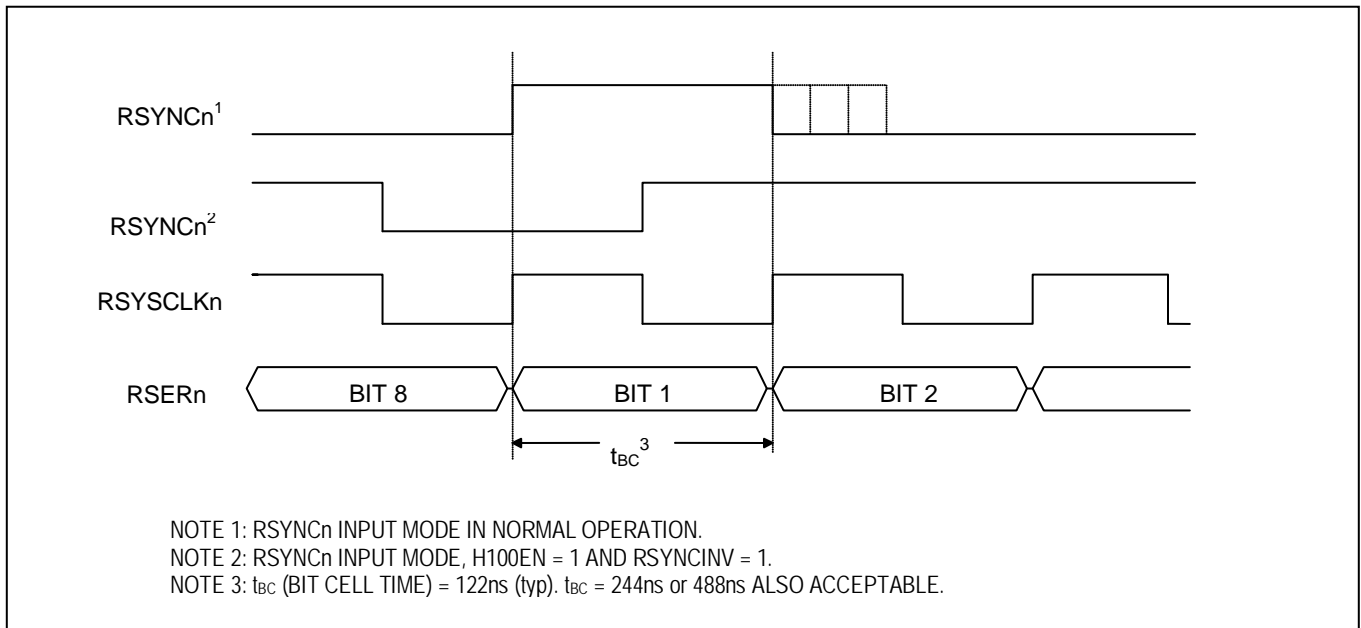 RSYNCn¹
RSYNCn²
RSYSCLKn
RSERn
BIT 8
BIT 1
BIT 2
tBC³
NOTE 1: RSYNCn INPUT MODE IN NORMAL OPERATION.
NOTE 2: RSYNCn INPUT MODE, H100EN = 1 AND RSYNCINV = 1.
NOTE 3: tBC (BIT CELL TIME) = 122ns (typ). tBC = 244ns or 488ns ALSO ACCEPTABLE.